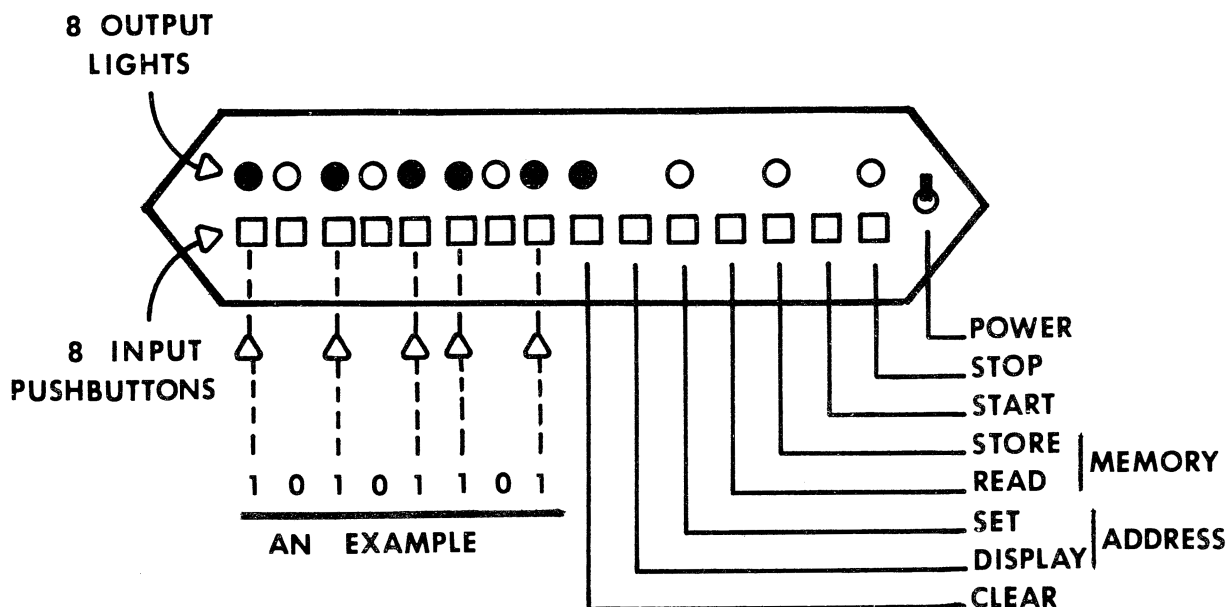 8 OUTPUT
LIGHTS
8 INPUT
PUSHBUTTONS
1 0 1 0 1 1 0 1
AN EXAMPLE
POWER
STOP
START
STORE
READ
MEMORY
SET
DISPLAY
ADDRESS
CLEAR